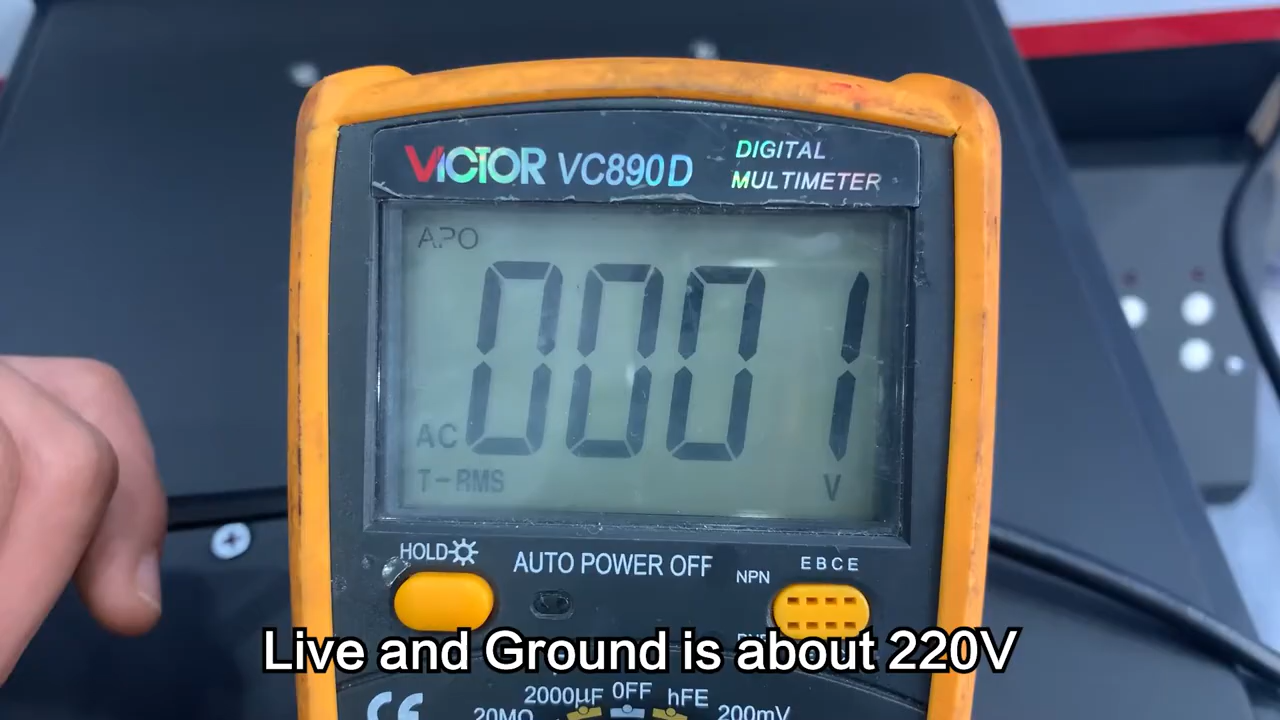 VICTOR VC890D DIGITAL MULTIMETER
APO
0001
AC
T-RMS V
HOLD
AUTO POWER OFF
NPN
EBCE
Live and Ground is about 220V
CE
20MΩ 2000µF OFF hFE 200mV